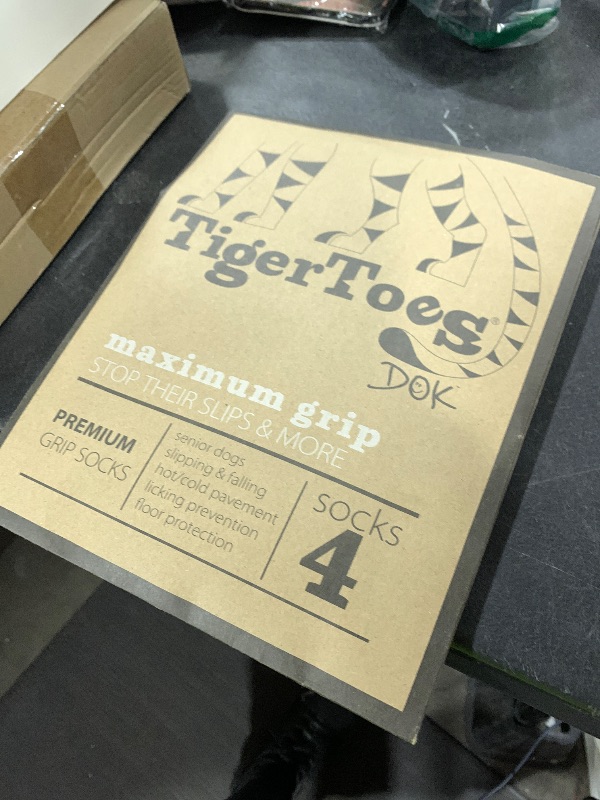 TigerToes®
DOK
maximum grip
STOP THEIR SLIPS & MORE
PREMIUM
GRIP SOCKS
senior dogs
slipping & falling
hot/cold pavement
licking prevention
floor protection
SOCKS
4